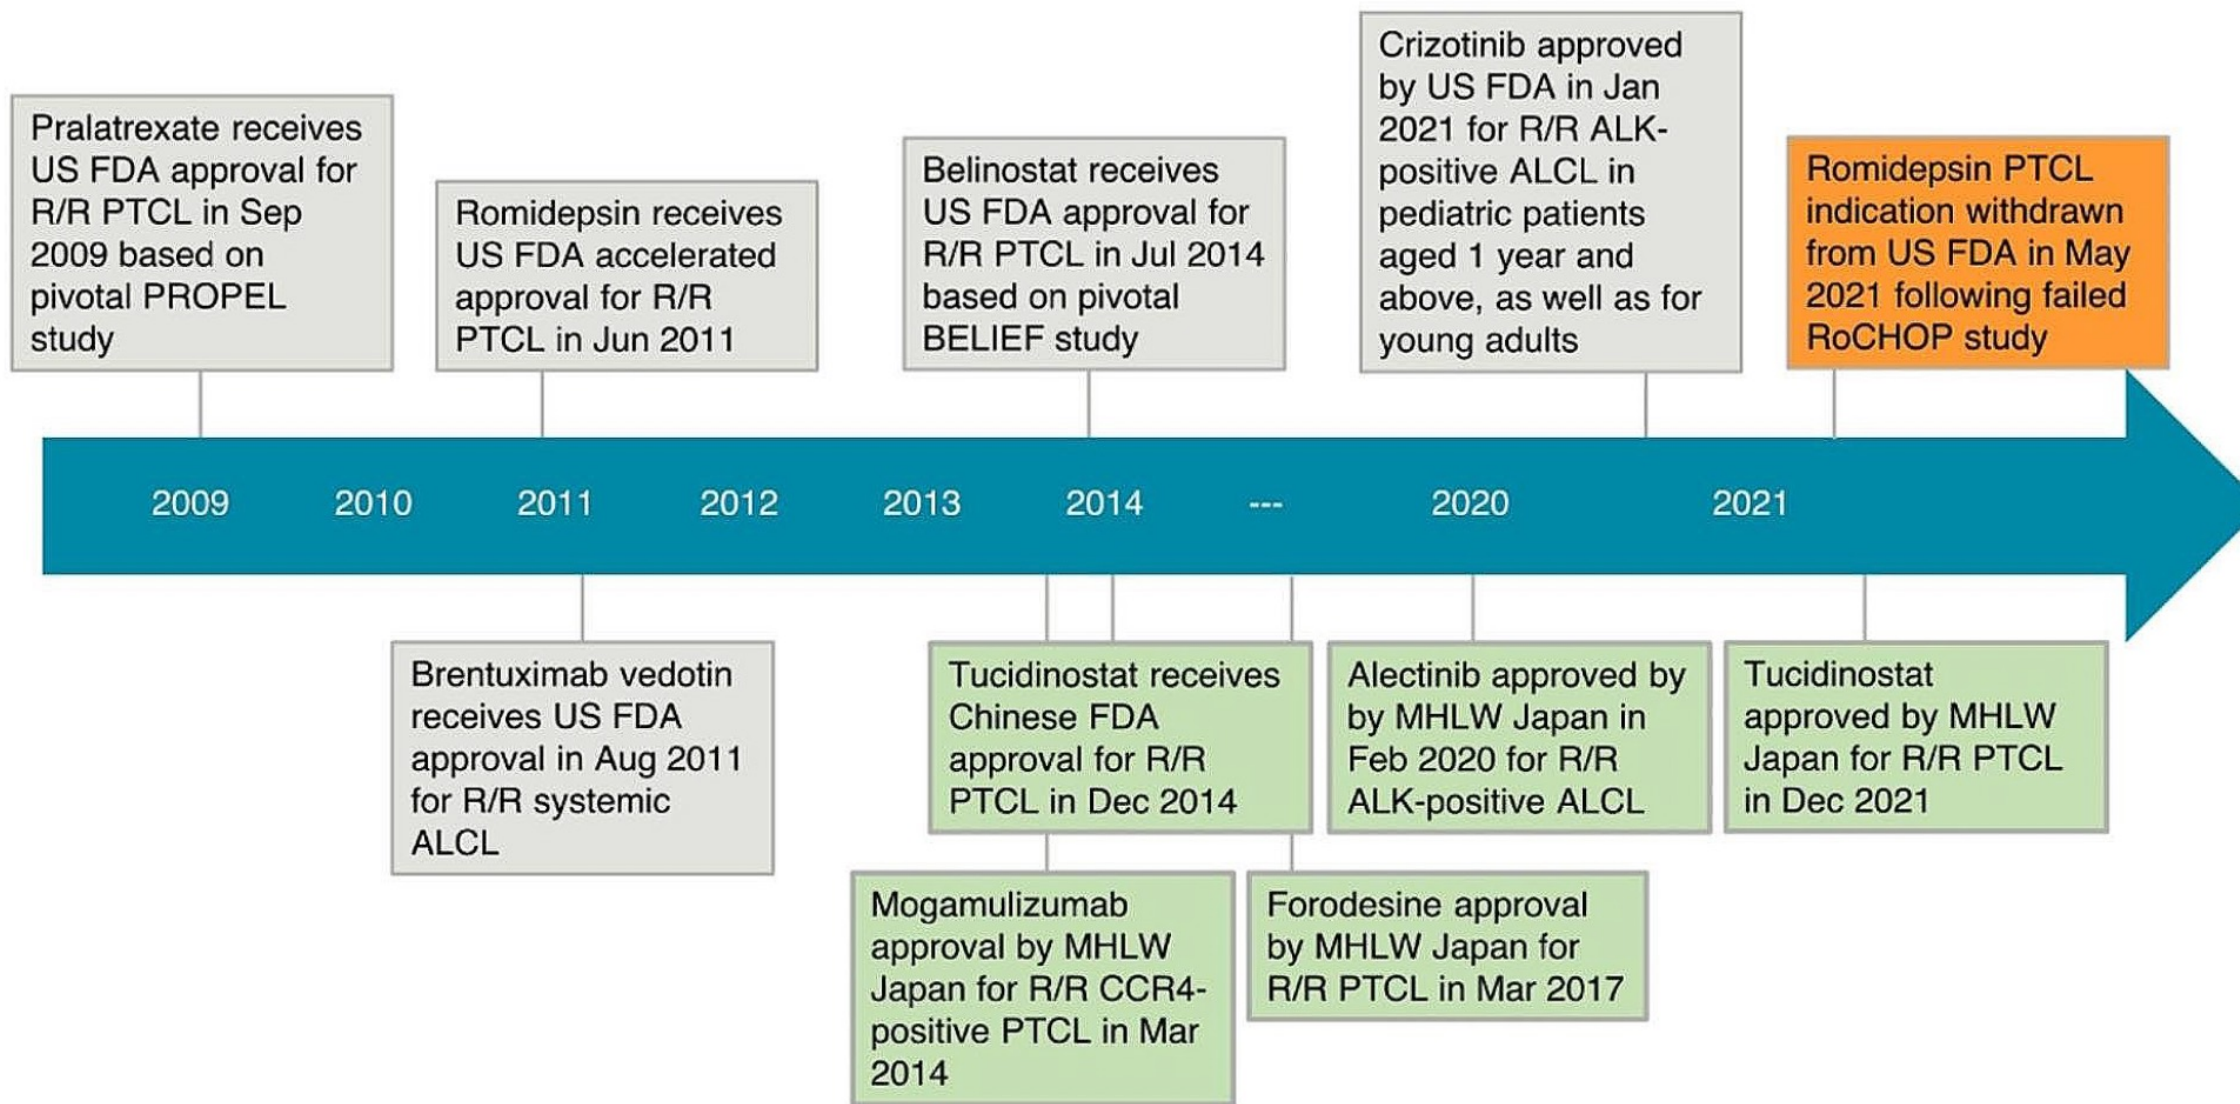 Pralatrexate receives
US FDA approval for
R/R PTCL in Sep
2009 based on
pivotal PROPEL
study
Romidepsin receives
US FDA accelerated
approval for R/R
PTCL in Jun 2011
Belinostat receives
US FDA approval for
R/R PTCL in Jul 2014
based on pivotal
BELIEF study
Crizotinib approved
by US FDA in Jan
2021 for R/R ALK-
positive ALCL in
pediatric patients
aged 1 year and
above, as well as for
young adults
Romidepsin PTCL
indication withdrawn
from US FDA in May
2021 following failed
RoCHOP study
2009 2010 2011 2012 2013 2014 --- 2020 2021
Brentuximab vedotin
receives US FDA
approval in Aug 2011
for R/R systemic
ALCL
Tucidinostat receives
Chinese FDA
approval for R/R
PTCL in Dec 2014
Alectinib approved by
by MHLW Japan in
Feb 2020 for R/R
ALK-positive ALCL
Tucidinostat
approved by MHLW
Japan for R/R PTCL
in Dec 2021
Mogamulizumab
approval by MHLW
Japan for R/R CCR4-
positive PTCL in Mar
2014
Forodesine approval
by MHLW Japan for
R/R PTCL in Mar 2017